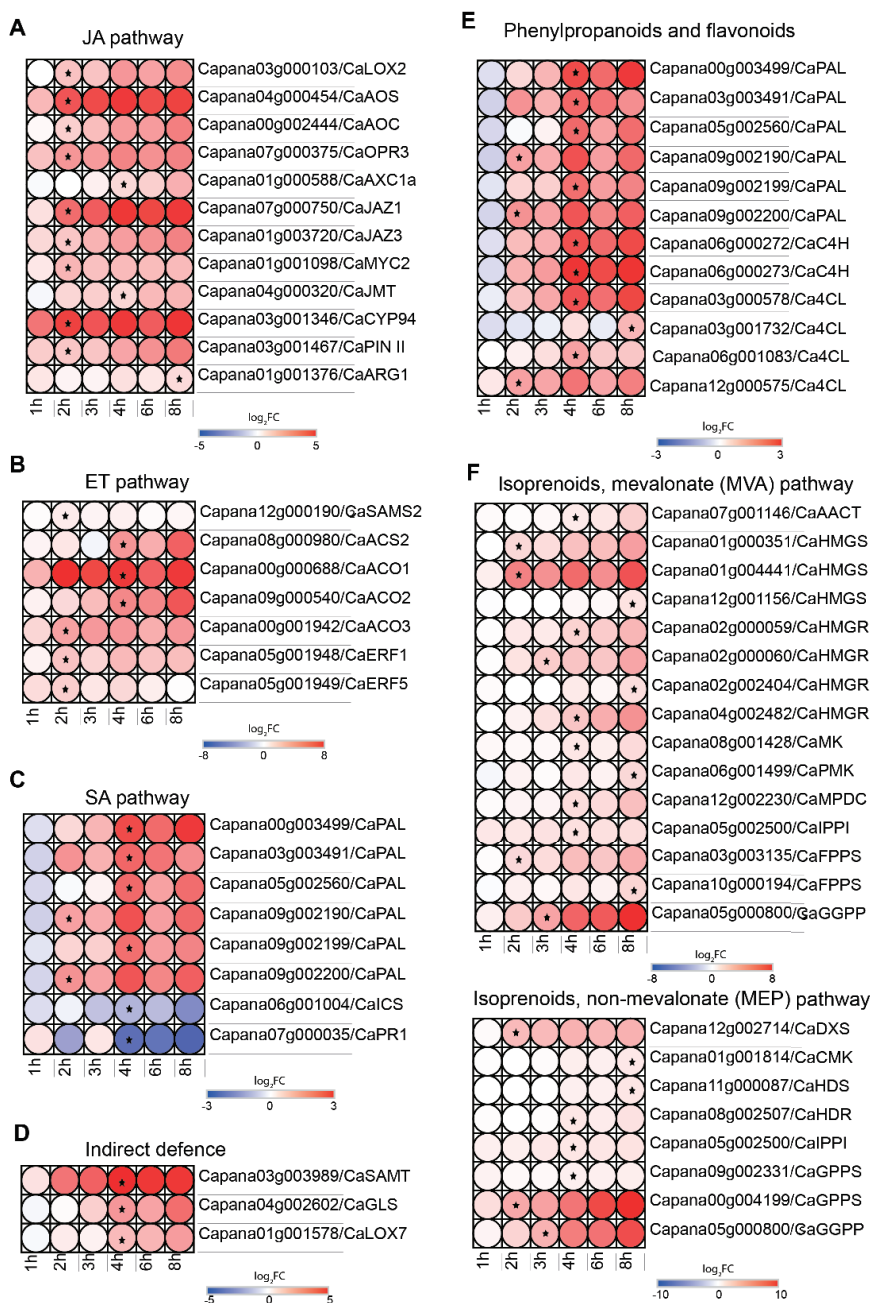 A
JA pathway
Capana03g000103/CaLOX2
Capana04g000454/CaAOS
Capana00g002444/CaAOC
Capana07g000375/CaOPR3
Capana01g000588/CaAXC1a
Capana07g000750/CaJAZ1
Capana01g003720/CaJAZ3
Capana01g001098/CaMYC2
Capana04g000320/CaJMT
Capana03g001346/CaCYP94
Capana03g001467/CaPIN II
Capana01g001376/CaARG1
1h 2h 3h 4h 6h 8h
log2FC
-5 0 5
B
ET pathway
Capana12g000190/CaSAMS2
Capana08g000980/CaACS2
Capana00g000688/CaACO1
Capana09g000540/CaACO2
Capana00g001942/CaACO3
Capana05g001948/CaERF1
Capana05g001949/CaERF5
1h 2h 3h 4h 6h 8h
log2FC
-8 0 8
C
SA pathway
Capana00g003499/CaPAL
Capana03g003491/CaPAL
Capana05g002560/CaPAL
Capana09g002190/CaPAL
Capana09g002199/CaPAL
Capana09g002200/CaPAL
Capana06g001004/CaICS
Capana07g000035/CaPR1
1h 2h 3h 4h 6h 8h
log2FC
-3 0 3
D
Indirect defence
Capana03g003989/CaSAMT
Capana04g002602/CaGLS
Capana01g001578/CaLOX7
1h 2h 3h 4h 6h 8h
log2FC
-5 0 5
E
Phenylpropanoids and flavonoids
Capana00g003499/CaPAL
Capana03g003491/CaPAL
Capana05g002560/CaPAL
Capana09g002190/CaPAL
Capana09g002199/CaPAL
Capana09g002200/CaPAL
Capana06g000272/CaC4H
Capana06g000273/CaC4H
Capana03g000578/Ca4CL
Capana03g001732/Ca4CL
Capana06g001083/Ca4CL
Capana12g000575/Ca4CL
1h 2h 3h 4h 6h 8h
log2FC
-3 0 3
F
Isoprenoids, mevalonate (MVA) pathway
Capana07g001146/CaAACT
Capana01g000351/CaHMGS
Capana01g004441/CaHMGS
Capana12g001156/CaHMGS
Capana02g000059/CaHMGR
Capana02g000060/CaHMGR
Capana02g002404/CaHMGR
Capana04g002482/CaHMGR
Capana08g001428/CaMK
Capana06g001499/CaPMK
Capana12g002230/CaMPDC
Capana05g002500/CaIPPI
Capana03g003135/CaFPPS
Capana10g000194/CaFPPS
Capana05g000800/GaGGPP
1h 2h 3h 4h 6h 8h
log2FC
-8 0 8
Isoprenoids, non-mevalonate (MEP) pathway
Capana12g002714/CaDXS
Capana01g001814/CaCMK
Capana11g000087/CaHDS
Capana08g002507/CaHDR
Capana05g002500/CaIPPI
Capana09g002331/CaGPPS
Capana00g004199/CaGPPS
Capana05g000800/GaGGPP
1h 2h 3h 4h 6h 8h
log2FC
-10 0 10